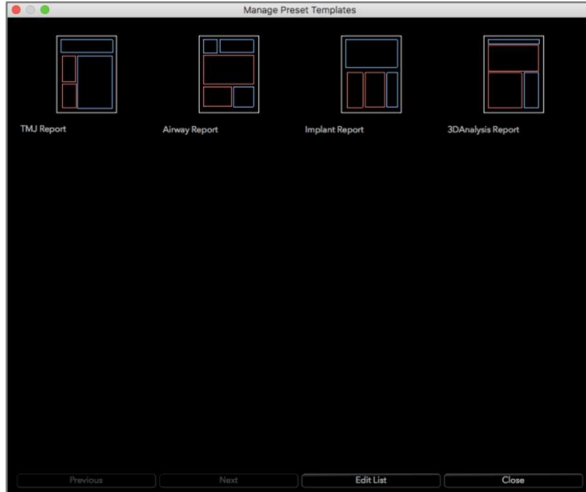 Manage Preset Templates
TMJ Report
Airway Report
Implant Report
3DAnalysis Report
Previous
Next
Edit List
Close